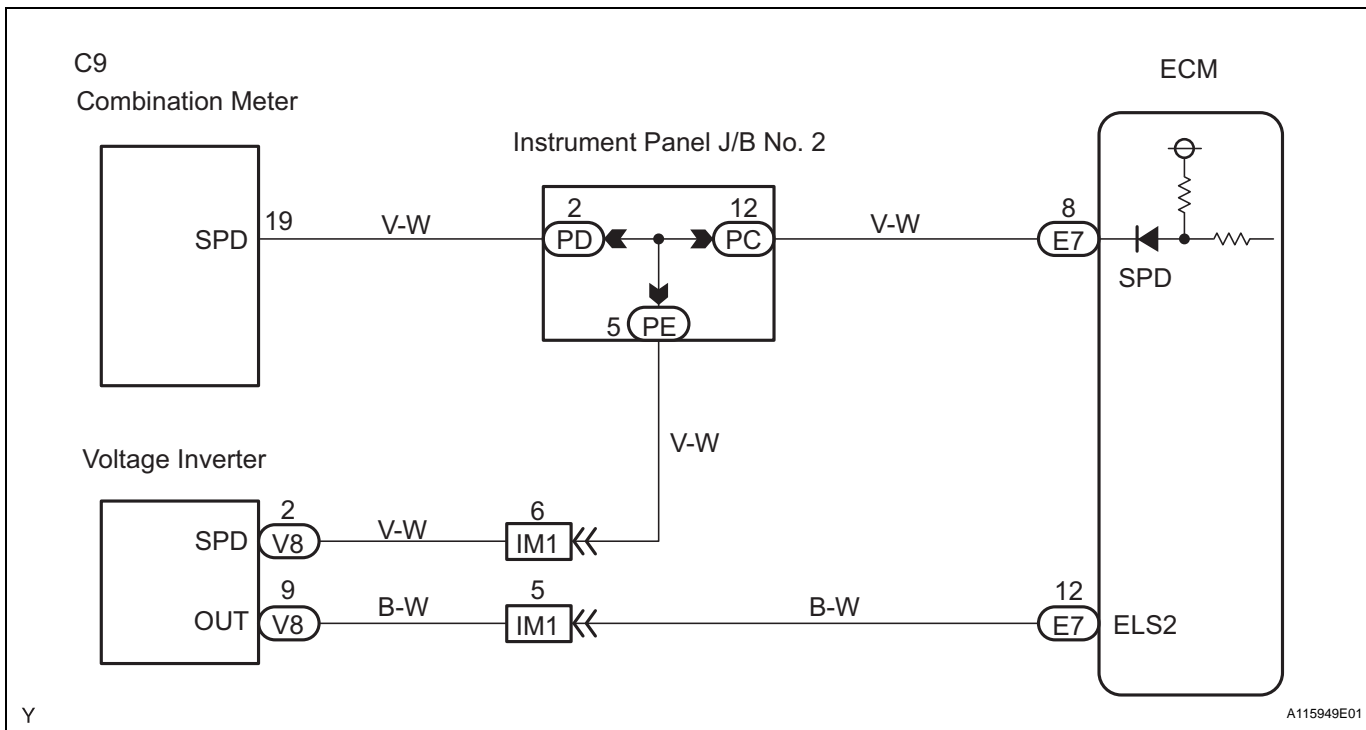 C9
Combination Meter
ECM
Instrument Panel J/B No. 2
SPD
19
V-W
2
PD
12
PC
V-W
8
E7
SPD
5
PE
V-W
Voltage Inverter
SPD
2
V8
V-W
6
IM1
OUT
9
V8
B-W
5
IM1
B-W
12
E7
ELS2
Y
A115949E01